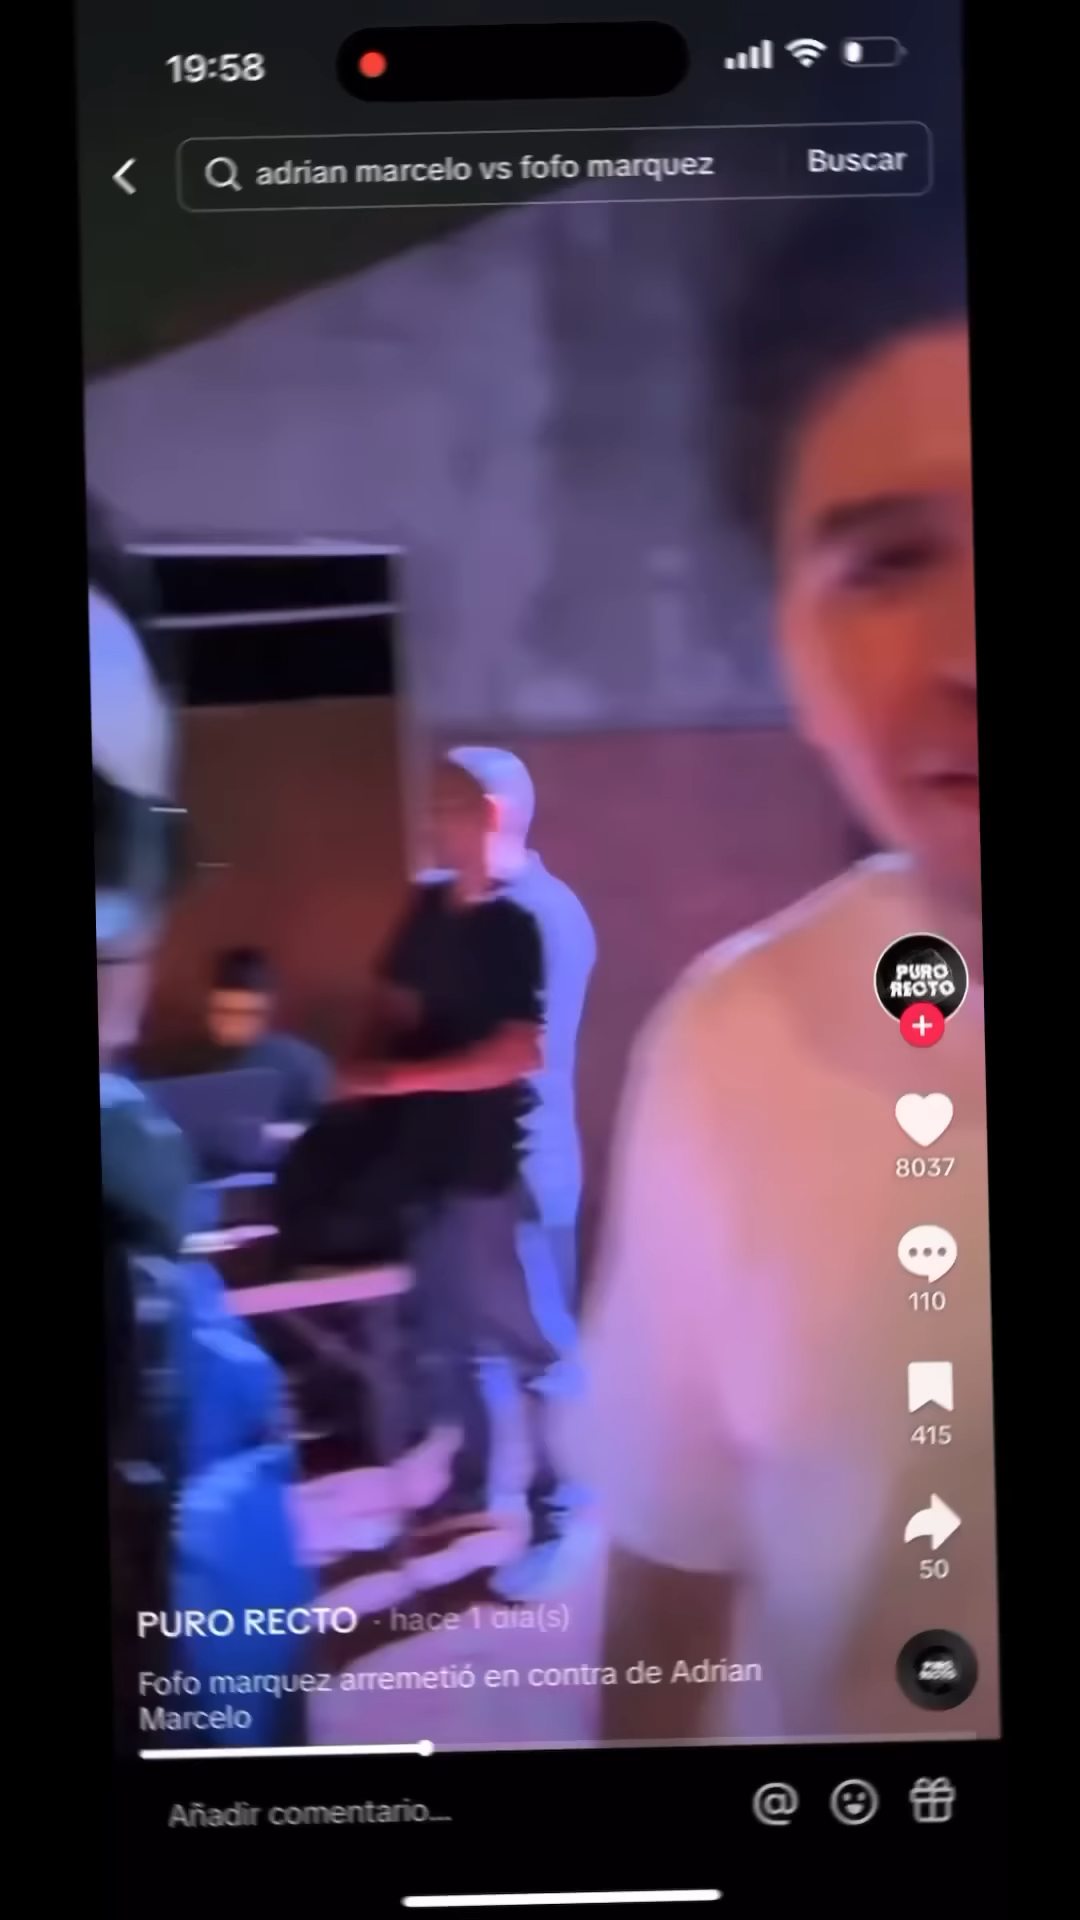 19:58
adrian marcelo vs fofo marquez
Buscar
PURO
RECTO
8037
110
415
50
PURO RECTO · hace 1 día(s)
Fofo marquez arremetió en contra de Adrian
Marcelo
Añadir comentario...